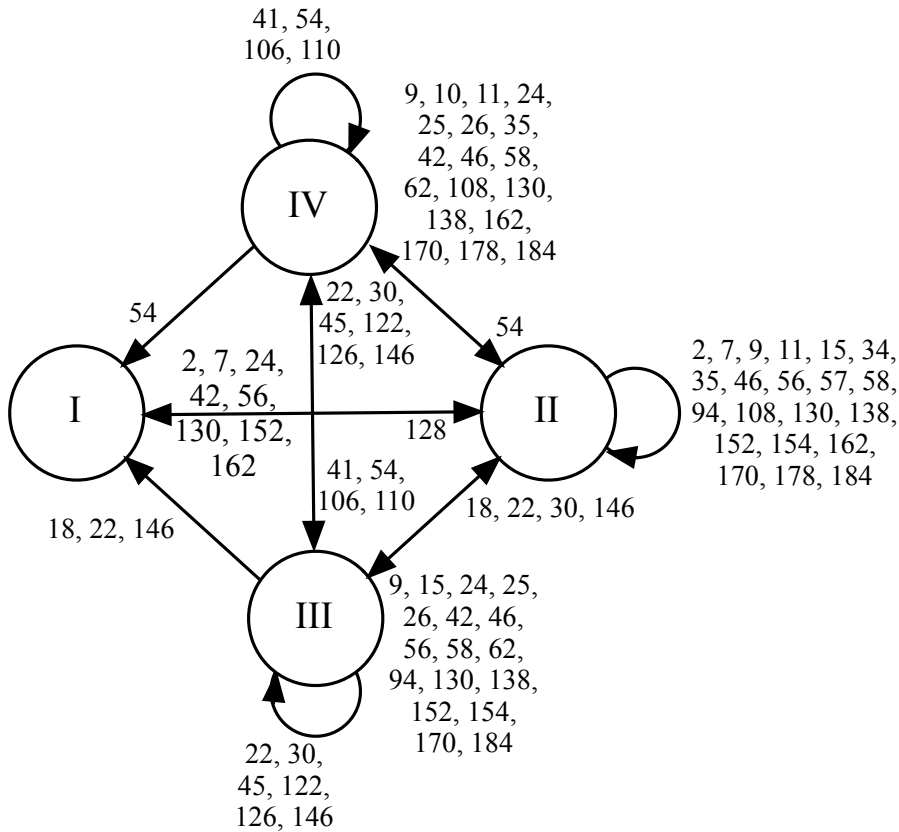 41, 54,
106, 110
9, 10, 11, 24,
25, 26, 35,
42, 46, 58,
62, 108, 130,
138, 162,
170, 178, 184
IV
22, 30,
45, 122,
126, 146
54
54
2, 7, 24,
42, 56,
130, 152,
162
I
128
II
2, 7, 9, 11, 15, 34,
35, 46, 56, 57, 58,
94, 108, 130, 138,
152, 154, 162,
170, 178, 184
41, 54,
106, 110
18, 22, 146
18, 22, 30, 146
III
9, 15, 24, 25,
26, 42, 46,
56, 58, 62,
94, 130, 138,
152, 154,
170, 184
22, 30,
45, 122,
126, 146